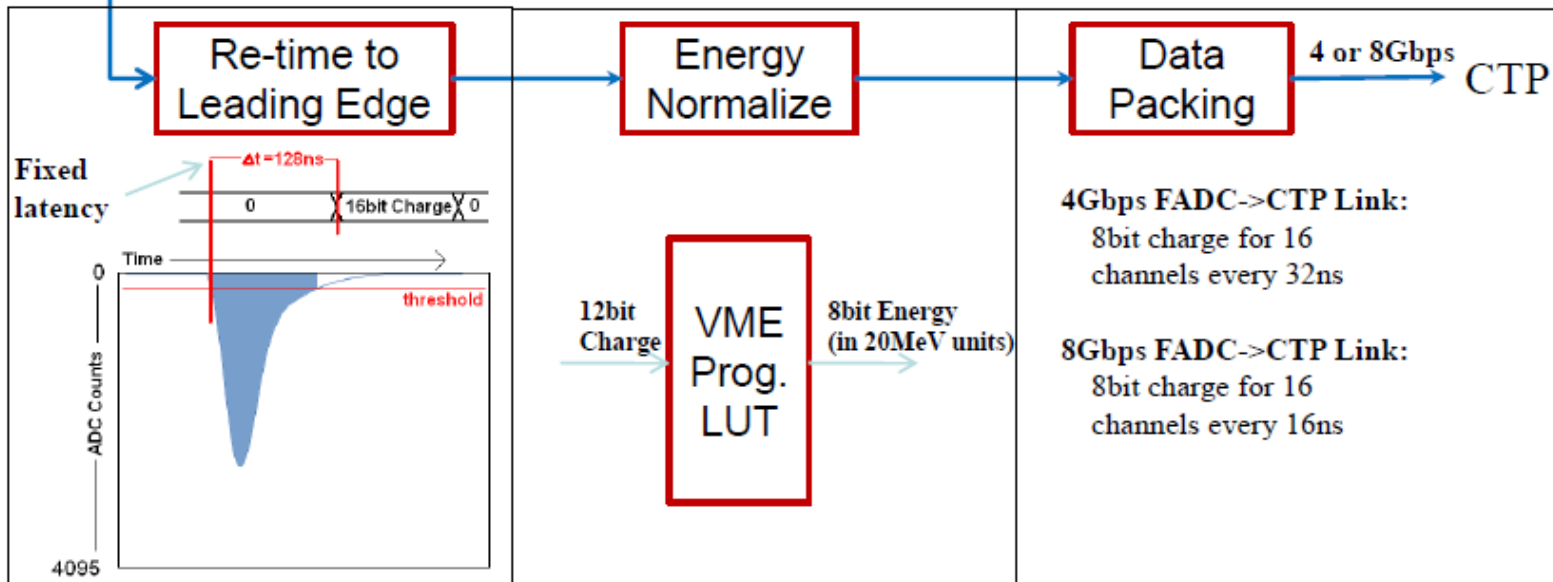 Re-time to
Leading Edge
Energy
Normalize
Data
Packing
4 or 8Gbps
CTP
Fixed
latency
Δt=128ns
0
16bit Charge
0
Time
0
threshold
ADC Counts
4095
12bit
Charge
VME
Prog.
LUT
8bit Energy
(in 20MeV units)
4Gbps FADC->CTP Link:
8bit charge for 16
channels every 32ns
8Gbps FADC->CTP Link:
8bit charge for 16
channels every 16ns